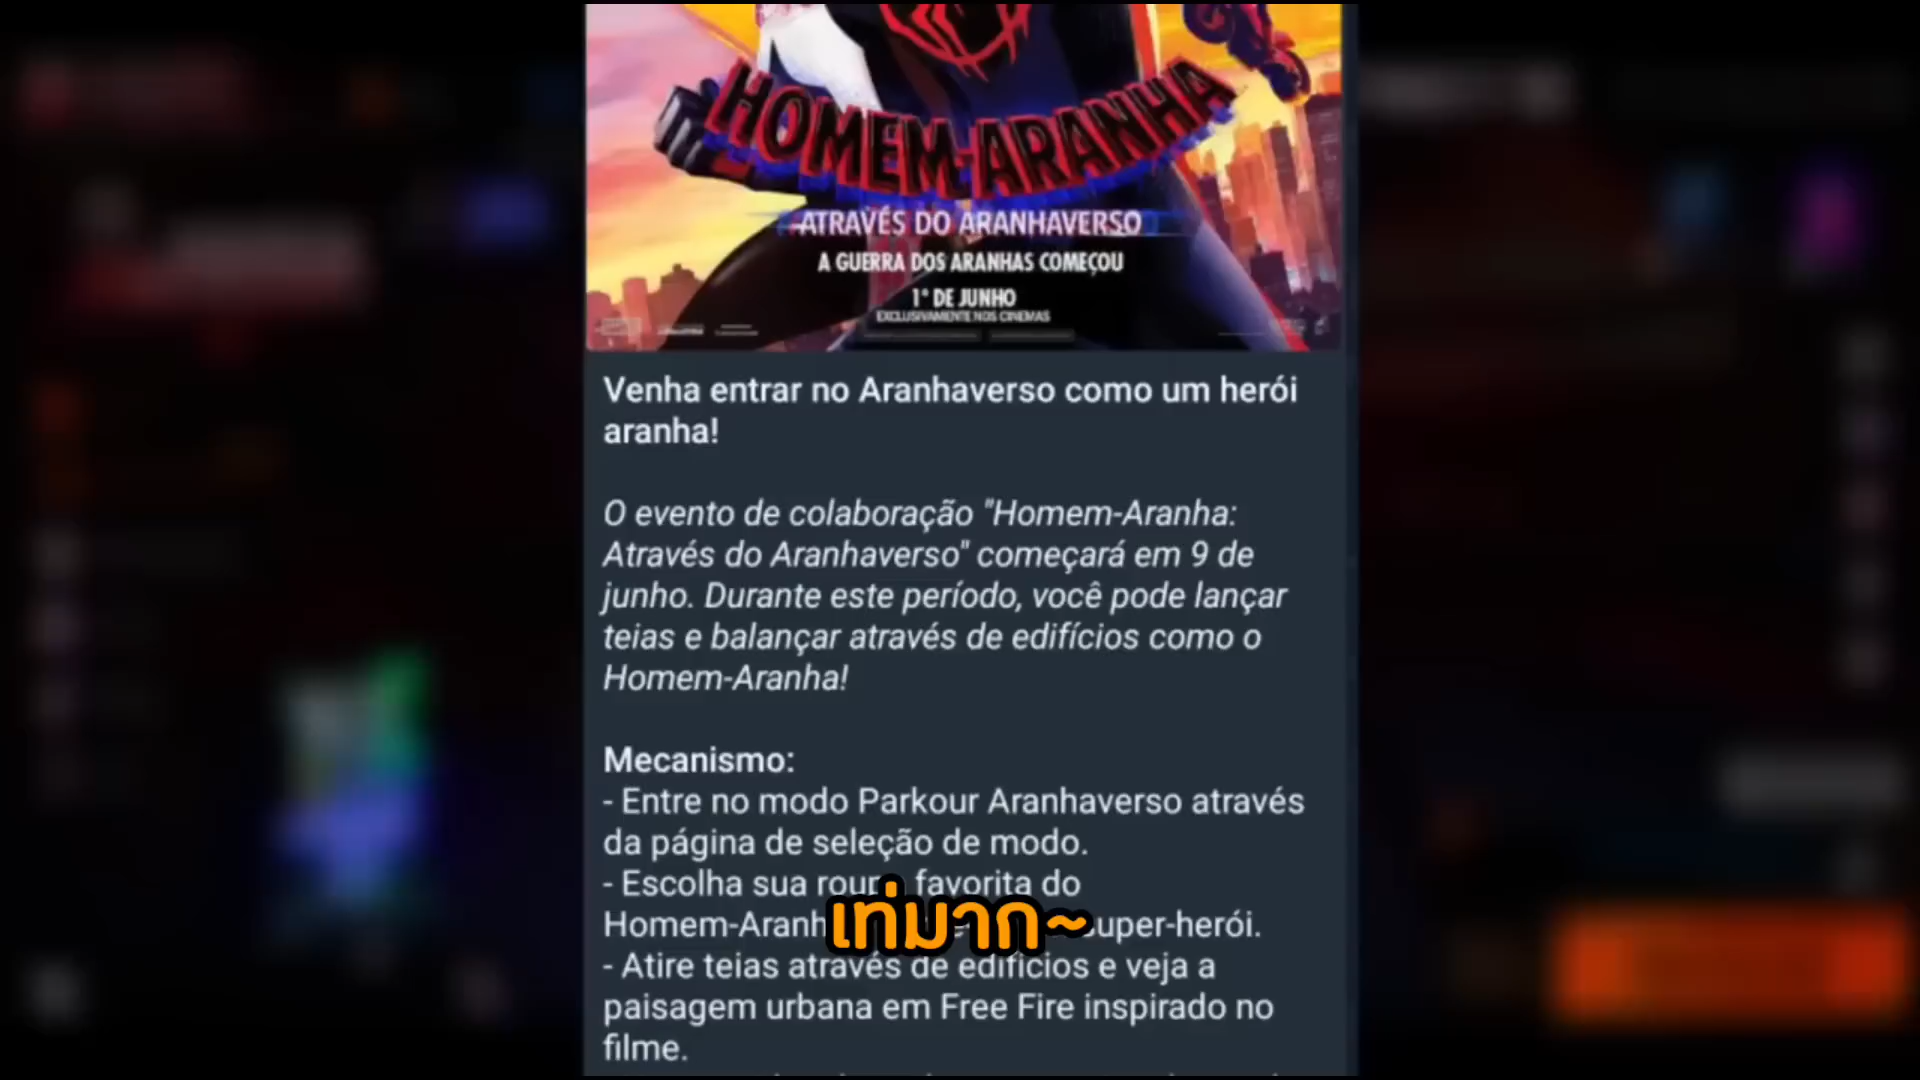 HOMEM-ARANHA
ATRAVÉS DO ARANHAVERSO
A GUERRA DOS ARANHAS COMEÇOU
1º DE JUNHO
EXCLUSIVAMENTE NOS CINEMAS
Venha entrar no Aranhaverso como um herói
aranha!
O evento de colaboração "Homem-Aranha:
Através do Aranhaverso" começará em 9 de
junho. Durante este período, você pode lançar
teias e balançar através de edifícios como o
Homem-Aranha!
Mecanismo:
- Entre no modo Parkour Aranhaverso através
da página de seleção de modo.
- Escolha sua favorita do
super-herói.
เท่มาก~
- Atire teias através de edifícios e veja a
paisagem urbana em Free Fire inspirado no
filme.